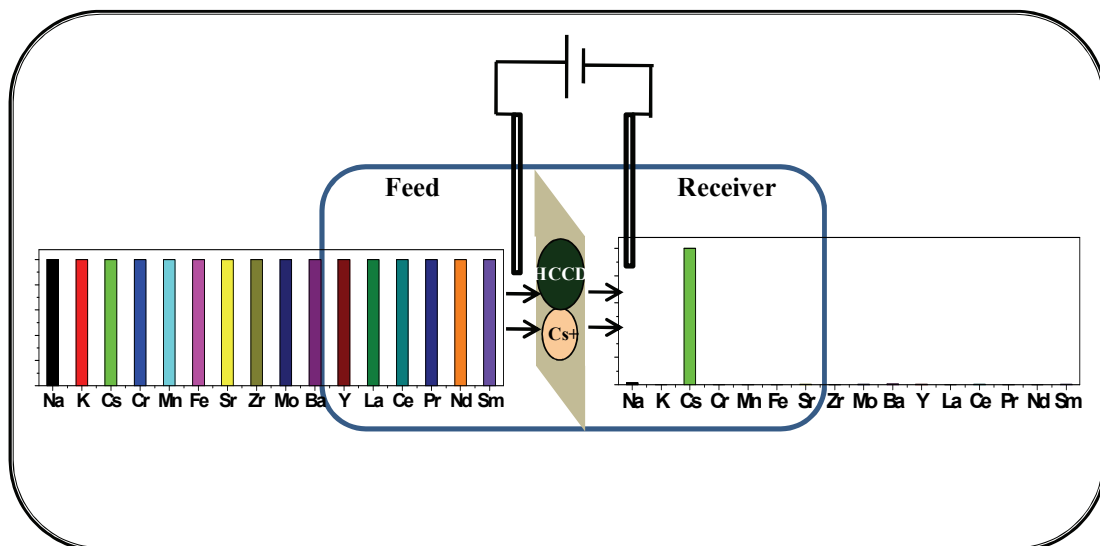 Feed
Receiver
HCCD
Cs+
Na K Cs Cr Mn Fe Sr Zr Mo Ba Y La Ce Pr Nd Sm
Na K Cs Cr Mn Fe Sr Zr Mo Ba Y La Ce Pr Nd Sm